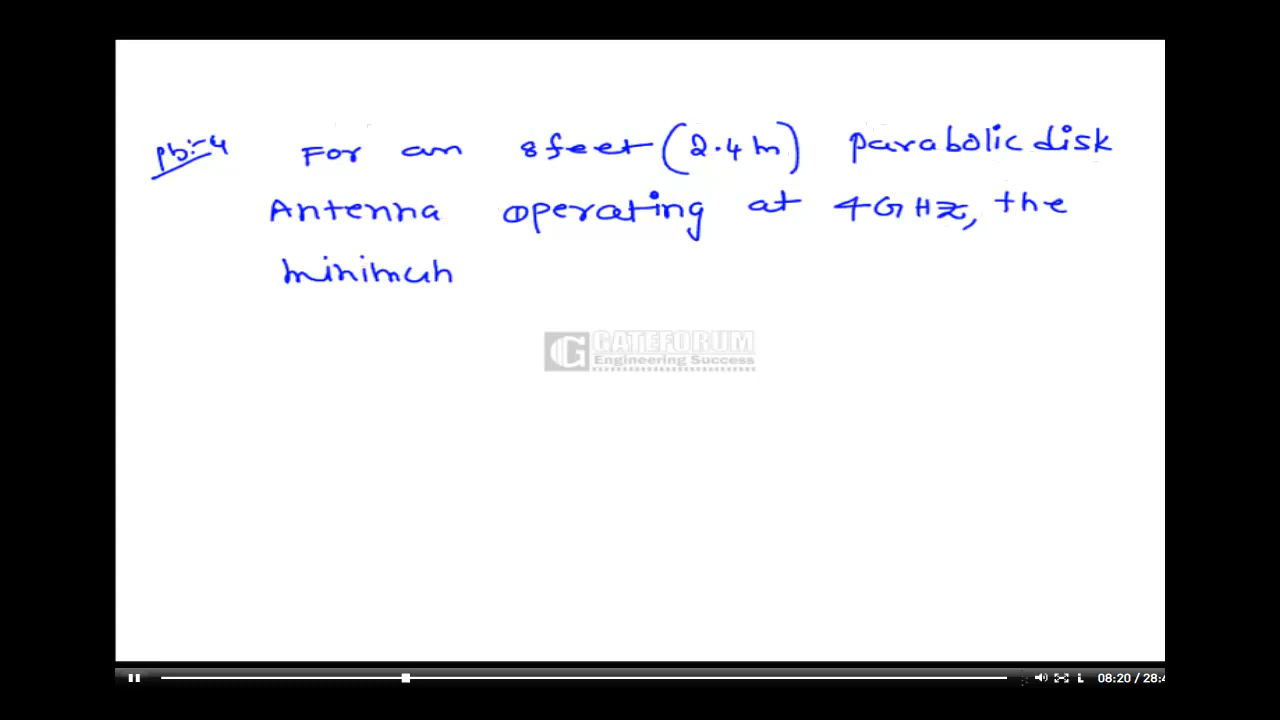 Pb:-4 For an 8feet (2.4m) parabolic disk
Antenna operating at 4GHz, the
minimum
GATEFORUM
Engineering Success
08:20 / 28:4